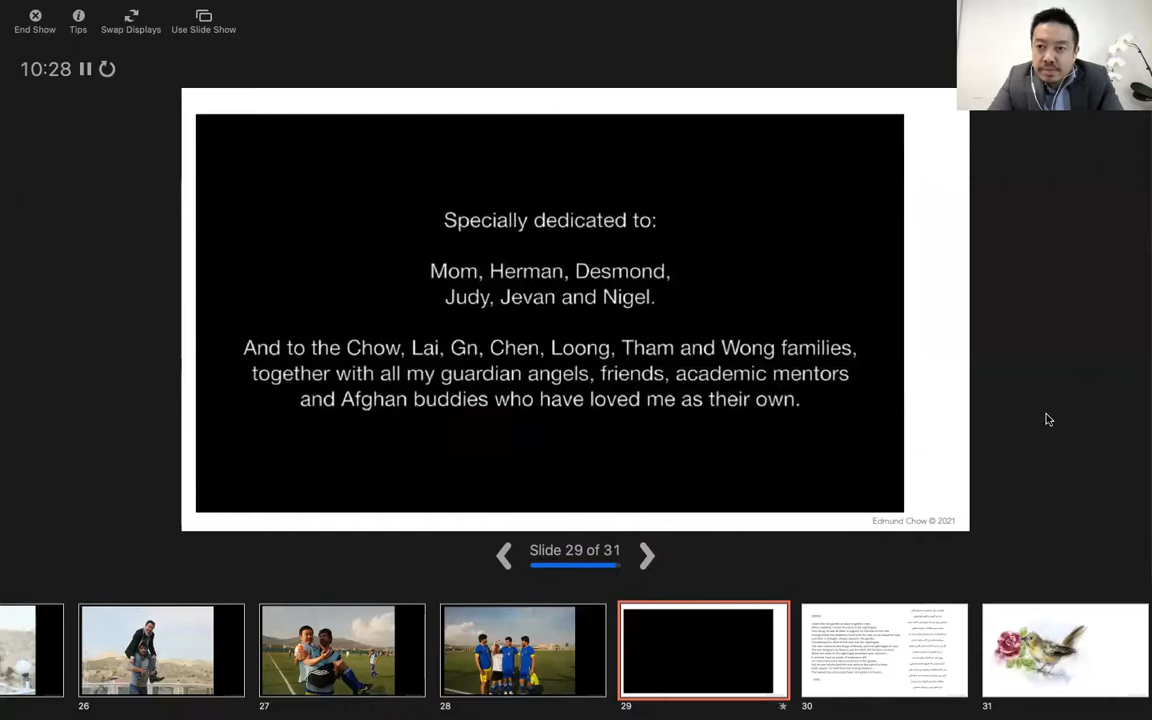 End Show
Tips
Swap Displays
Use Slide Show
10:28
Specially dedicated to:
Mom, Herman, Desmond,
Judy, Jevan and Nigel.
And to the Chow, Lai, Gn, Chen, Loong, Tham and Wong families,
together with all my guardian angels, friends, academic mentors
and Afghan buddies who have loved me as their own.
Edmund Chow © 2021
Slide 29 of 31
26
27
28
29
30
31